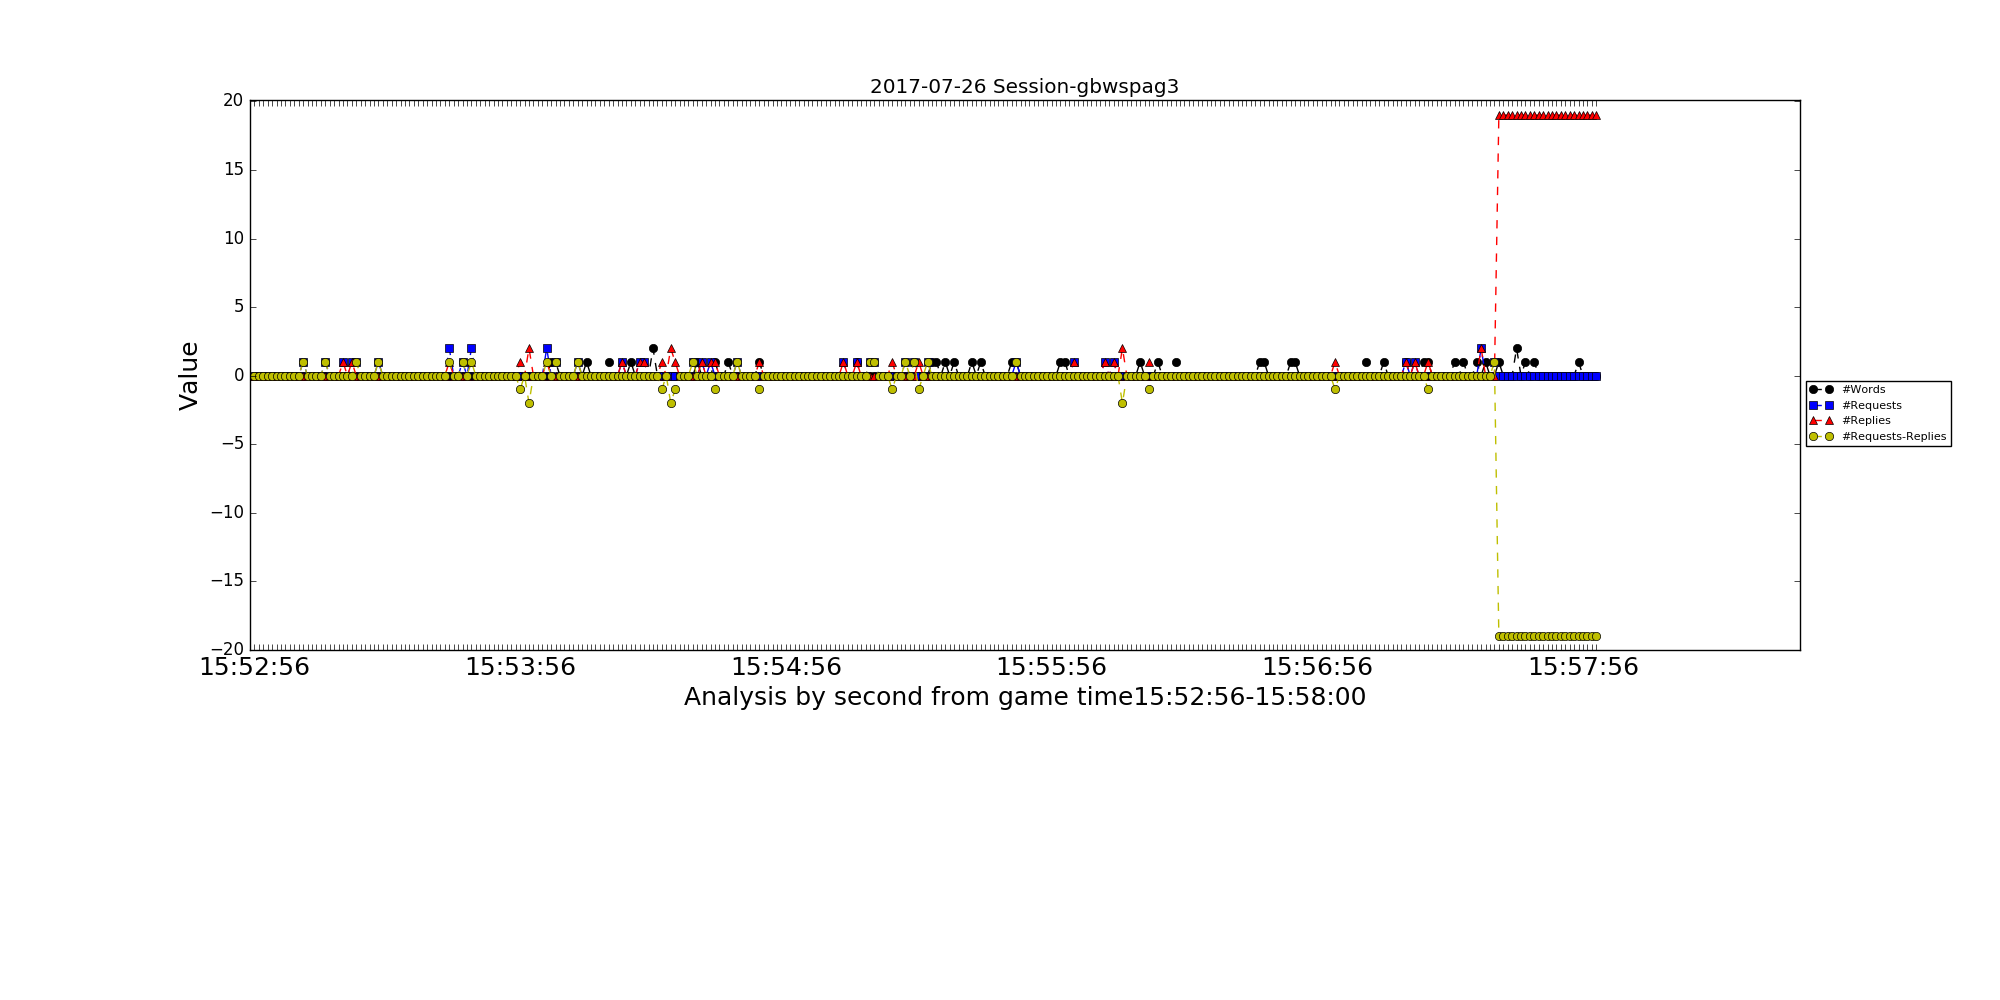 2017-07-26 Session-gbwspag3
20
15
10
5
0
−5
−10
−15
−20
Value
15:52:56 15:53:56 15:54:56 15:55:56 15:56:56 15:57:56
Analysis by second from game time15:52:56-15:58:00
#Words
#Requests
#Replies
#Requests-Replies